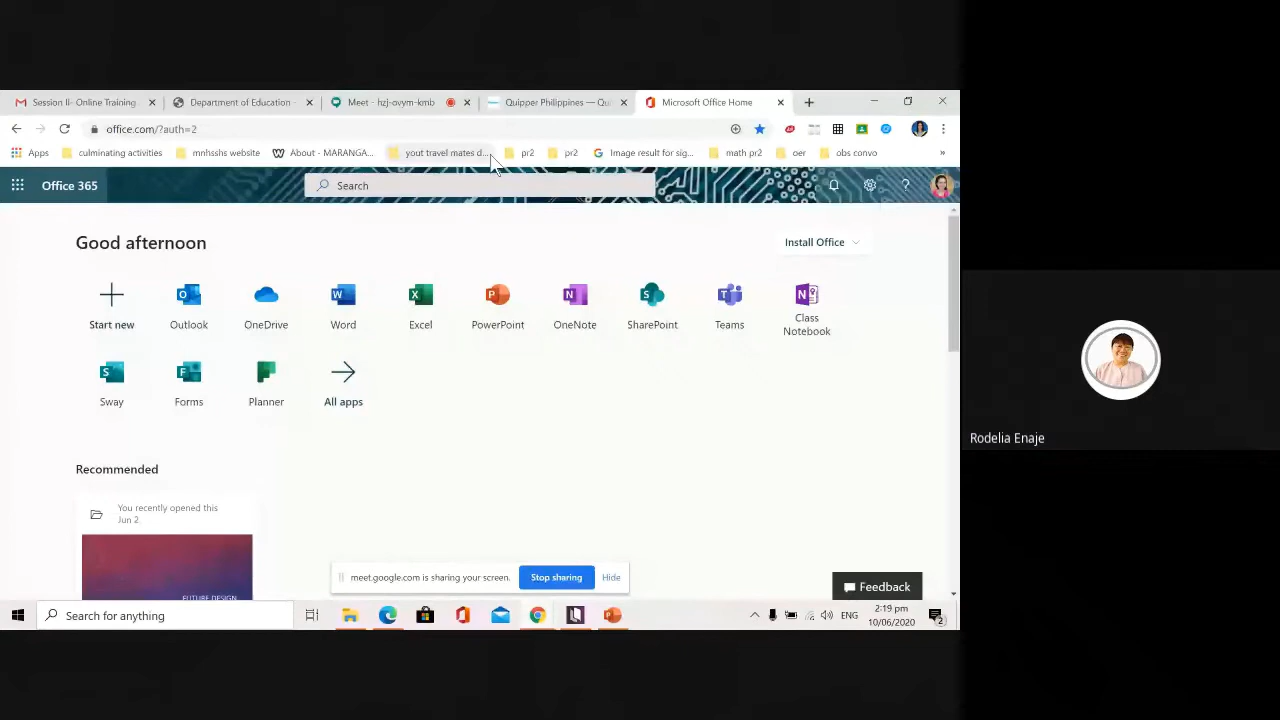 Session II- Online Training
Department of Education -
Meet - hzj-ovym-kmb
Quipper Philippines — Qu
Microsoft Office Home
office.com/?auth=2
Apps
culminating activities
mnhsshs website
About - MARANGA...
yout travel mates d...
pr2
pr2
Image result for sig...
math pr2
oer
obs convo
»
Office 365
Search
Good afternoon
Install Office
Start new
Outlook
OneDrive
Word
Excel
PowerPoint
OneNote
SharePoint
Teams
Class
Notebook
Sway
Forms
Planner
All apps
Recommended
You recently opened this
Jun 2
FUTURE DESIGN
meet.google.com is sharing your screen.
Stop sharing
Hide
Feedback
Search for anything
ENG
2:19 pm
10/06/2020
2
Rodelia Enaje